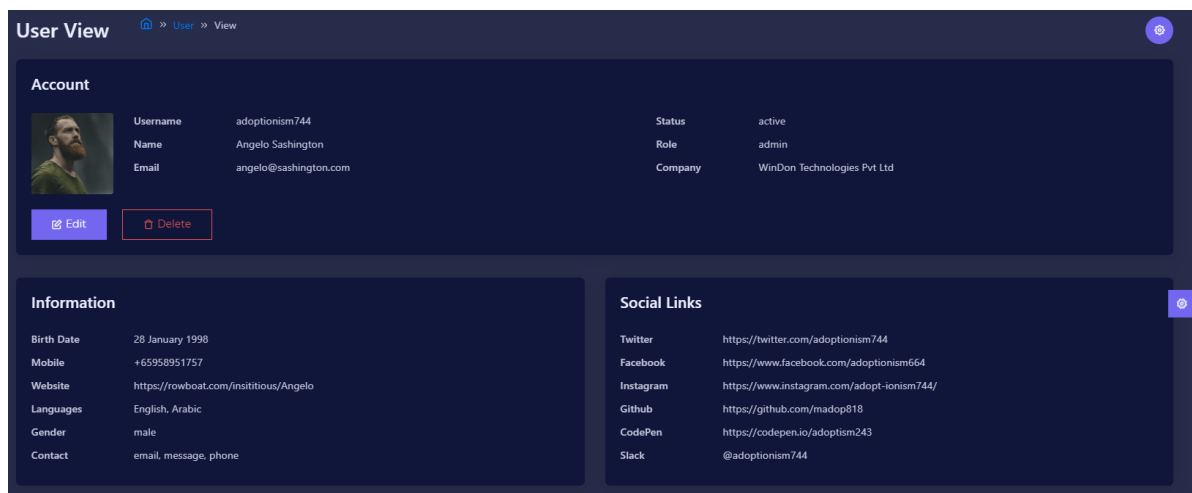 User View » User » View
Account
Username adoptionism744 Status active
Name Angelo Sashington Role admin
Email angelo@sashington.com Company WinDon Technologies Pvt Ltd
Edit Delete
Information
Birth Date 28 January 1998
Mobile +65958951757
Website https://rowboat.com/insititious/Angelo
Languages English, Arabic
Gender male
Contact email, message, phone
Social Links
Twitter https://twitter.com/adoptionism744
Facebook https://www.facebook.com/adoptionism664
Instagram https://www.instagram.com/adopt-ionism744/
Github https://github.com/madop818
CodePen https://codepen.io/adoptism243
Slack @adoptionism744